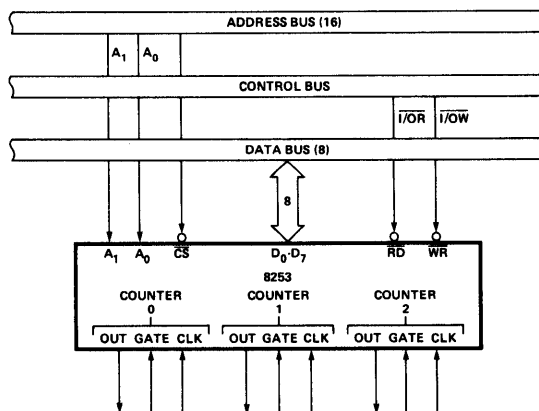 ADDRESS BUS (16)
A1 A0
CONTROL BUS
I/OR I/OW
DATA BUS (8)
8
A1 A0 CS D0-D7 RD WR
8253
COUNTER 0 COUNTER 1 COUNTER 2
OUT GATE CLK OUT GATE CLK OUT GATE CLK